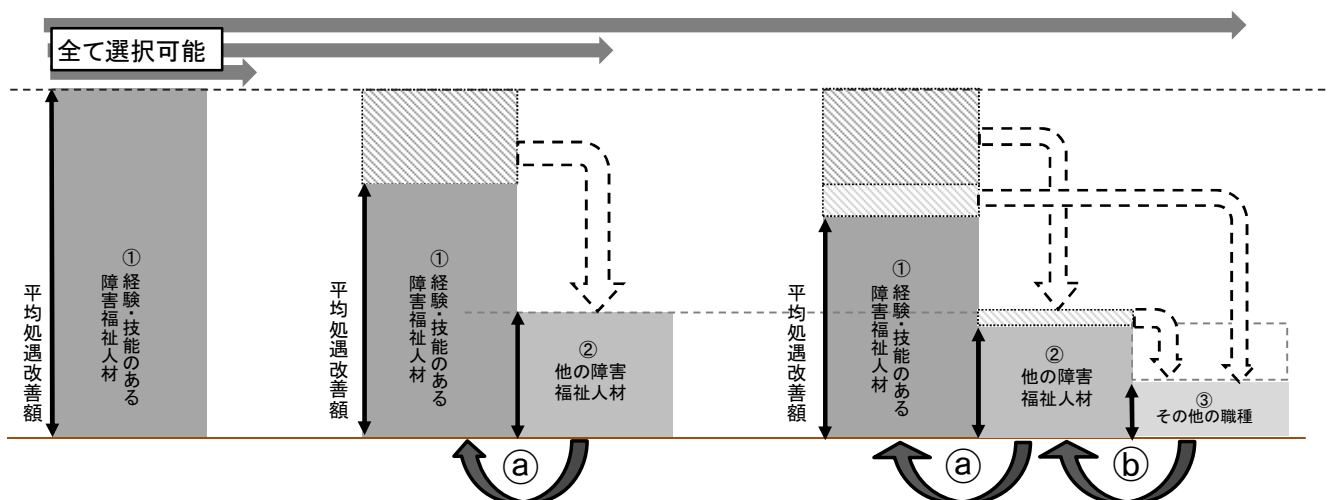 全て選択可能
平均処遇改善額
①経験・技能のある
障害福祉人材
平均処遇改善額
①経験・技能のある
障害福祉人材
②
他の障害
福祉人材
平均処遇改善額
①経験・技能のある
障害福祉人材
②
他の障害
福祉人材
③
その他の職種
ⓐ
ⓐ
ⓑ